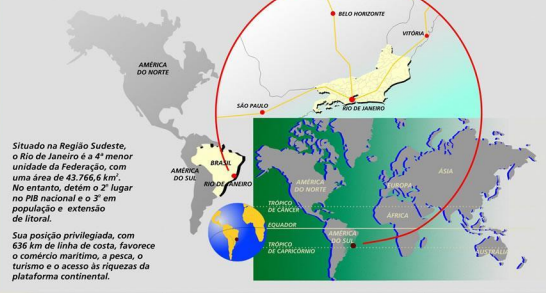 BELO HORIZONTE
VITÓRIA
AMÉRICA
DO NORTE
SÃO PAULO
RIO DE JANEIRO
Situado na Região Sudeste,
o Rio de Janeiro é a 4ª menor
unidade da Federação, com
uma área de 43.766,6 km².
No entanto, detém o 2º lugar
no PIB nacional e o 3º em
população e extensão
de litoral.
Sua posição privilegiada, com
636 km de linha de costa, favorece
o comércio marítimo, a pesca, o
turismo e o acesso às riquezas da
plataforma continental.
BRASIL
AMÉRICA
DO SUL
RIO DE JANEIRO
AMÉRICA
DO NORTE
EUROPA
ÁSIA
ÁFRICA
TRÓPICO
DE CÂNCER
EQUADOR
AMÉRICA
DO SUL
TRÓPICO
DE CAPRICÓRNIO
AUSTRÁLIA